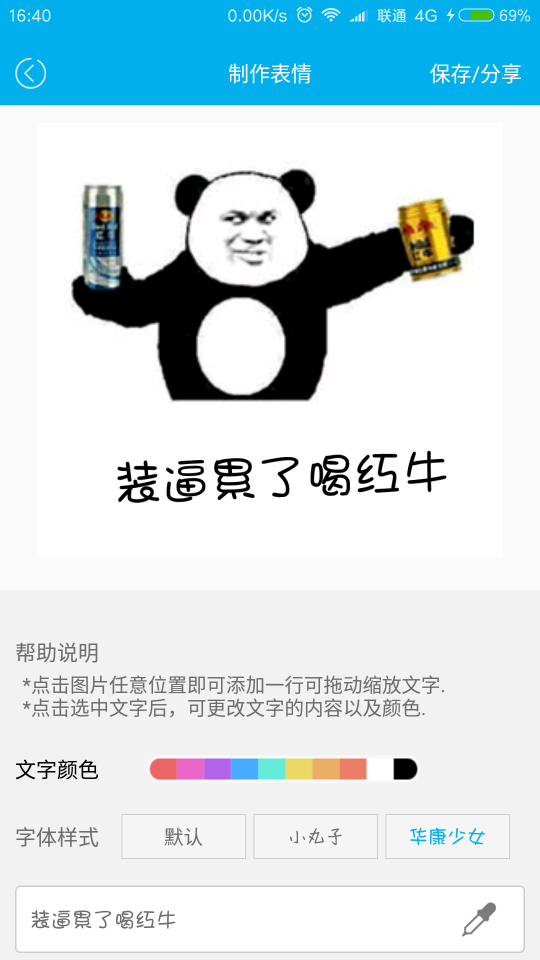 16:40 0.00K/s 联通 4G 69%
制作表情 保存/分享
装逼累了喝红牛
帮助说明
*点击图片任意位置即可添加一行可拖动缩放文字.
*点击选中文字后，可更改文字的内容以及颜色.
文字颜色
字体样式 默认 小丸子 华康少女
装逼累了喝红牛